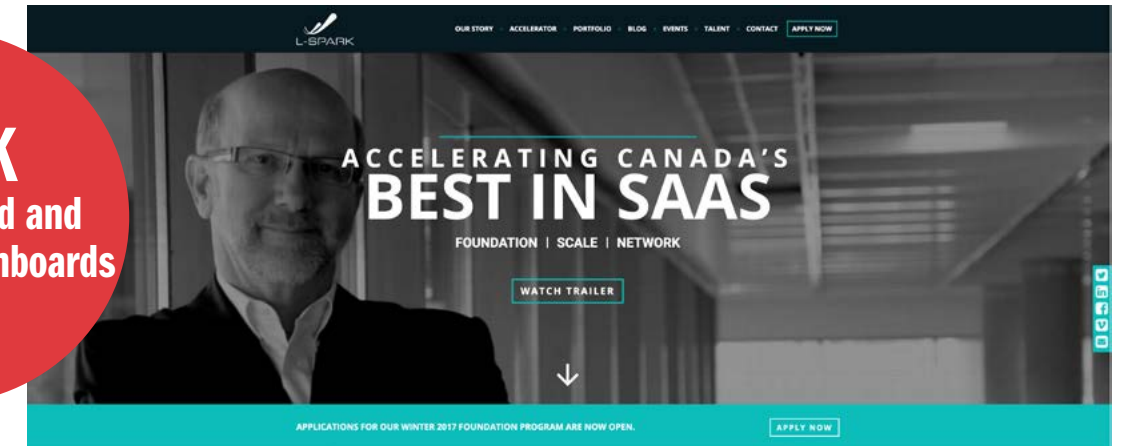 L-SPARK
OUR STORY
ACCELERATOR
PORTFOLIO
BLOG
EVENTS
TALENT
CONTACT
APPLY NOW
K
d and
hboards
ACCELERATING CANADA'S
BEST IN SAAS
FOUNDATION | SCALE | NETWORK
WATCH TRAILER
APPLICATIONS FOR OUR WINTER 2017 FOUNDATION PROGRAM ARE NOW OPEN.
APPLY NOW